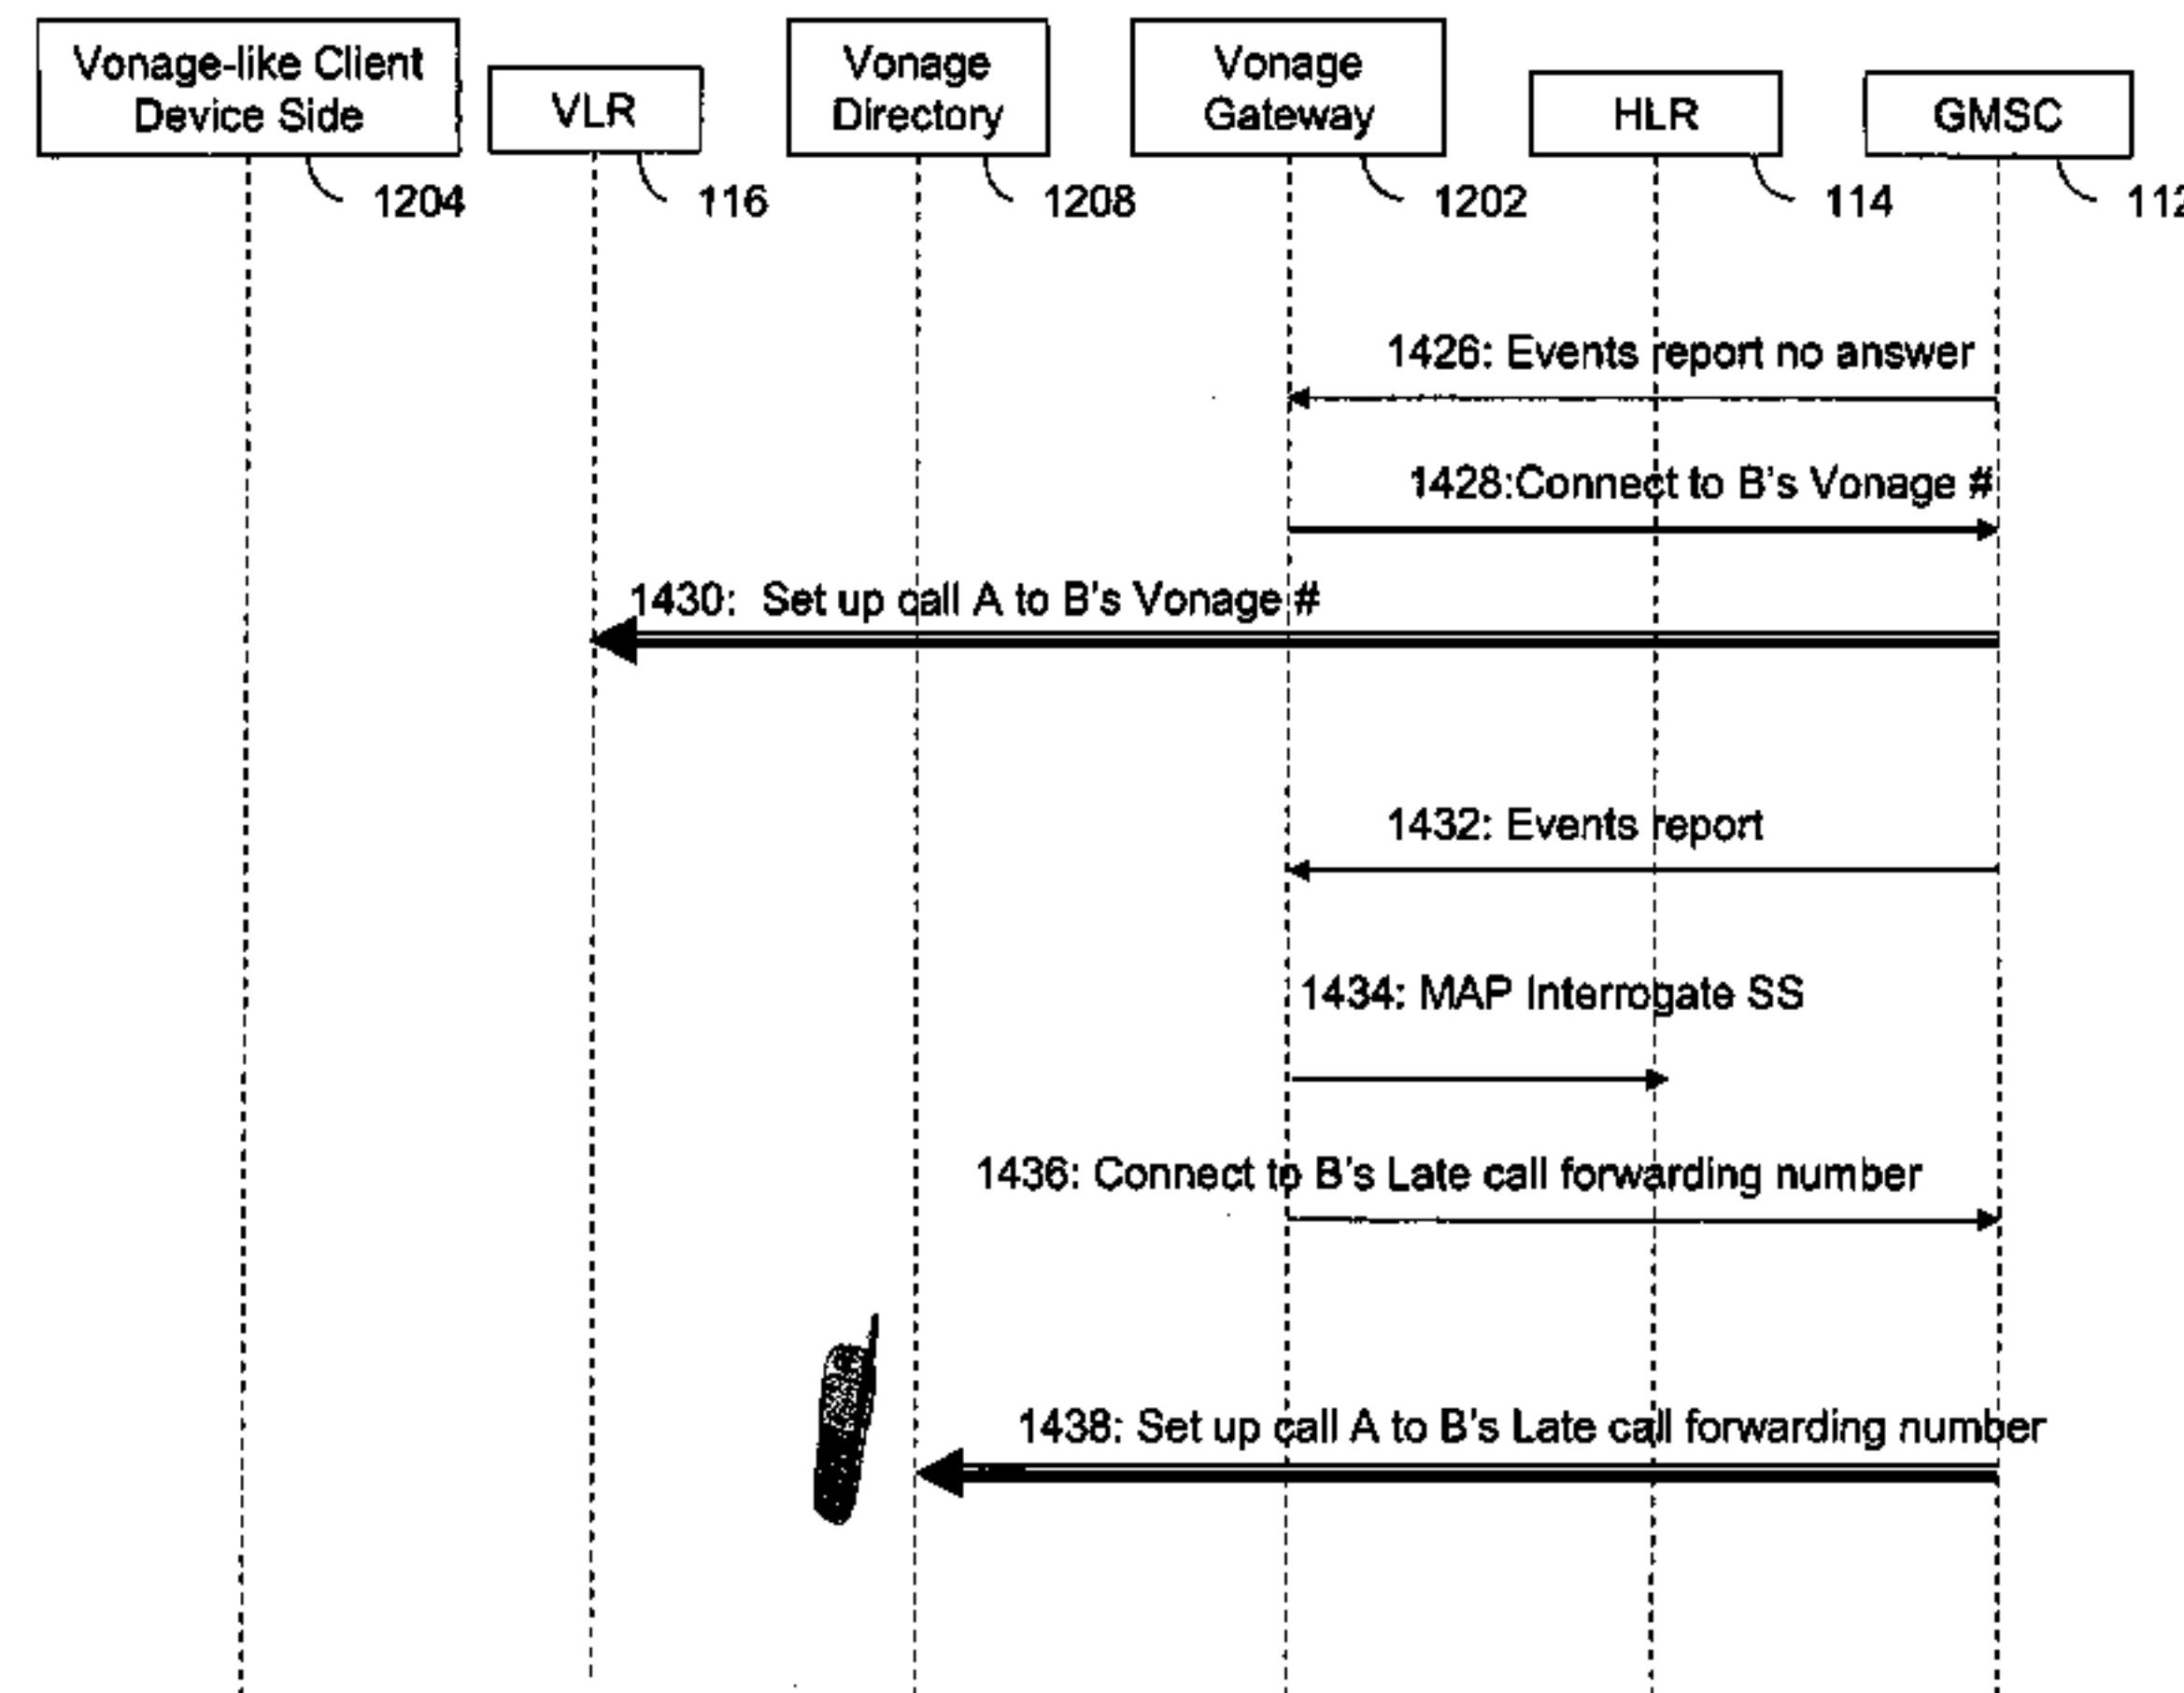 Vonage-like Client
Device Side
VLR
Vonage
Directory
Vonage
Gateway
HLR
GMSC
1204
116
1208
1202
114
112
1426: Events report no answer
1428:Connect to B's Vonage #
1430: Set up call A to B's Vonage #
1432: Events report
1434: MAP Interrogate SS
1436: Connect to B's Late call forwarding number
1438: Set up call A to B's Late call forwarding number